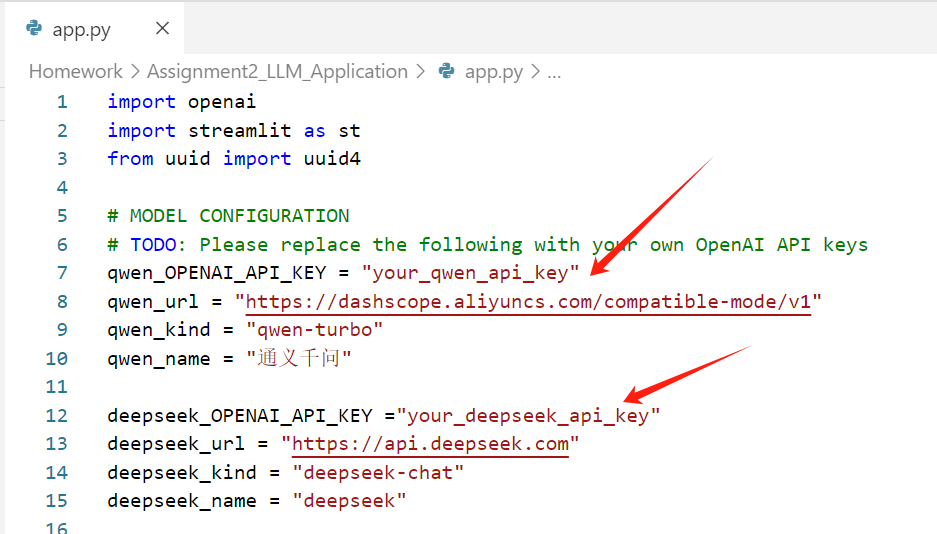 app.py
Homework > Assignment2_LLM_Application > app.py > ...
1 import openai
2 import streamlit as st
3 from uuid import uuid4
4
5 # MODEL CONFIGURATION
6 # TODO: Please replace the following with your own OpenAI API keys
7 qwen_OPENAI_API_KEY = "your_qwen_api_key"
8 qwen_url = "https://dashscope.aliyuncs.com/compatible-mode/v1"
9 qwen_kind = "qwen-turbo"
10 qwen_name = "通义千问"
11
12 deepseek_OPENAI_API_KEY ="your_deepseek_api_key"
13 deepseek_url = "https://api.deepseek.com"
14 deepseek_kind = "deepseek-chat"
15 deepseek_name = "deepseek"
16